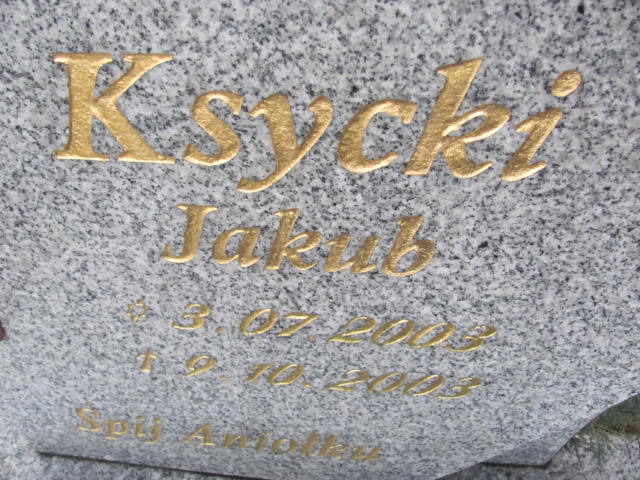 Ksycki
Jakub
✩ 3.07.2003
† 9.10.2003
Śpij Aniołku